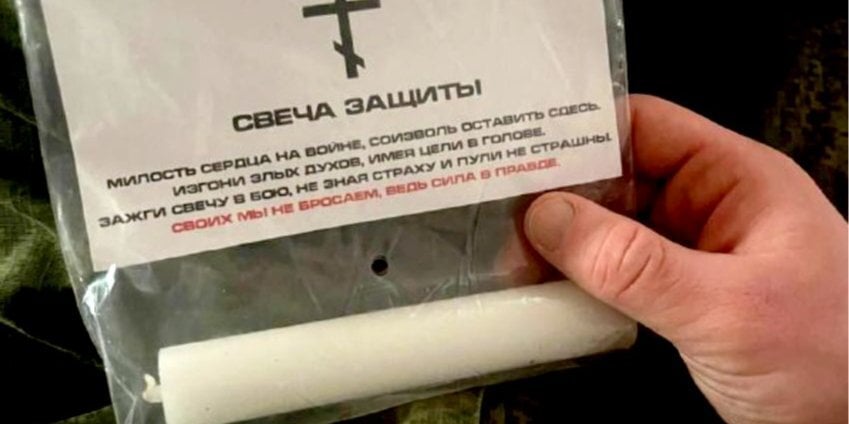 СВЕЧА ЗАЩИТЫ
МИЛОСТЬ СЕРДЦА НА ВОЙНЕ, СОИЗВОЛЬ ОСТАВИТЬ ЗДЕСЬ.
ИЗГОНИ ЗЛЫХ ДУХОВ, ИМЕЯ ЦЕЛИ В ГОЛОВЕ.
ЗАЖГИ СВЕЧУ В БОЮ, НЕ ЗНАЯ СТРАХУ И ПУЛИ НЕ СТРАШНЫ.
СВОИХ МЫ НЕ БРОСАЕМ, ВЕДЬ СИЛА В ПРАВДЕ.